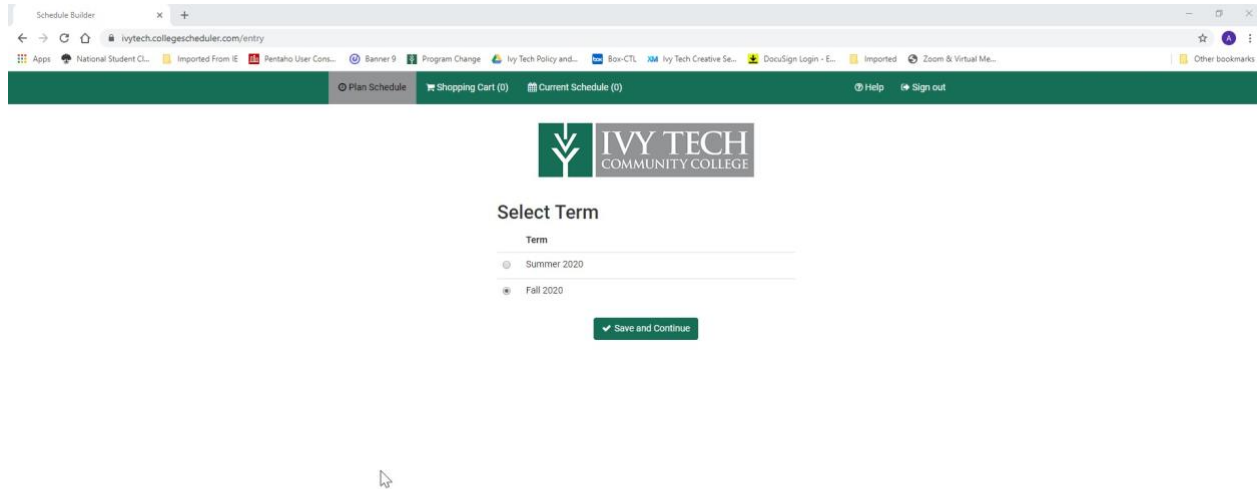 Schedule Builder
ivytech.collegescheduler.com/entry
Apps National Student Cl... Imported From IE Pentaho User Cons... Banner 9 Program Change Ivy Tech Policy and... Box-CTL Ivy Tech Creative Se... DocuSign Login - E... Imported Zoom & Virtual Me... Other bookmarks
Plan Schedule Shopping Cart (0) Current Schedule (0) Help Sign out
IVY TECH
COMMUNITY COLLEGE
Select Term
Term
Summer 2020
Fall 2020
Save and Continue